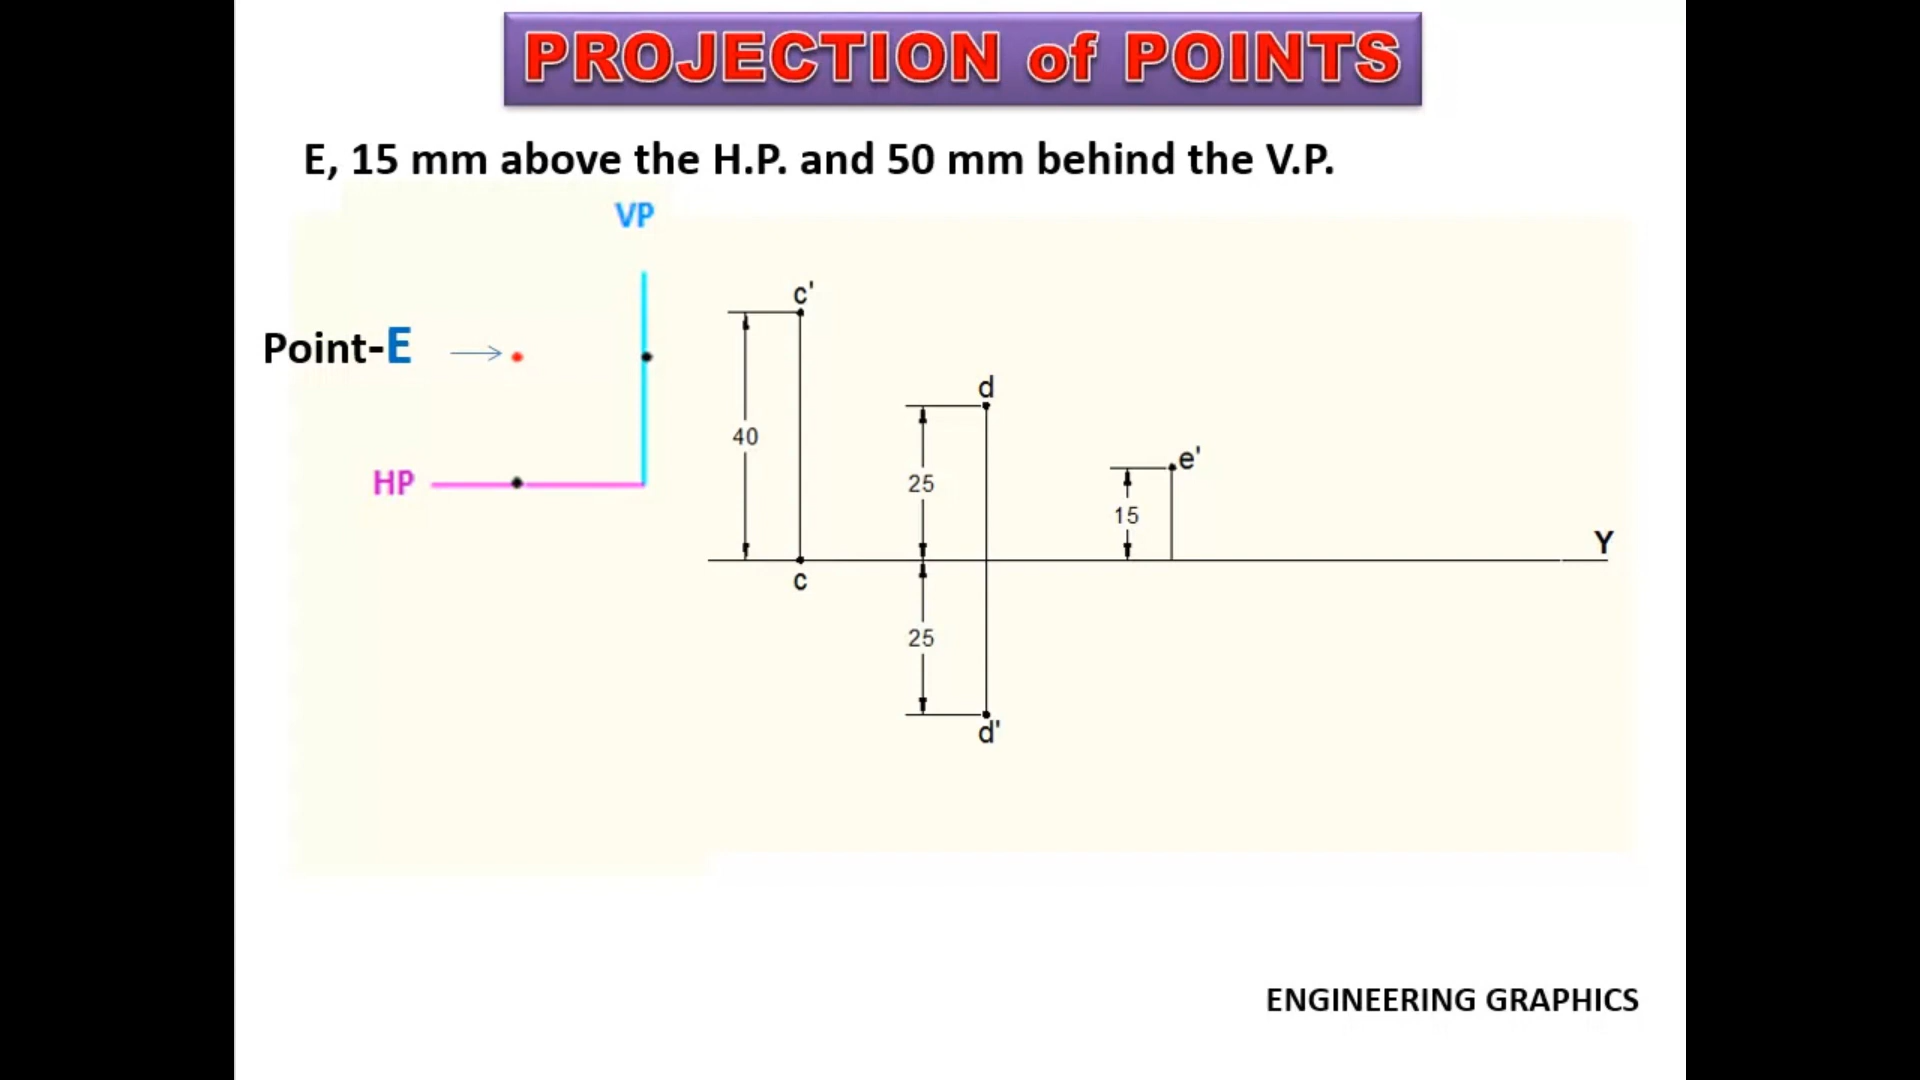 PROJECTION of POINTS
E, 15 mm above the H.P. and 50 mm behind the V.P.
VP
c'
Point-E
d
40
e'
HP
25
15
Y
c
25
d'
ENGINEERING GRAPHICS